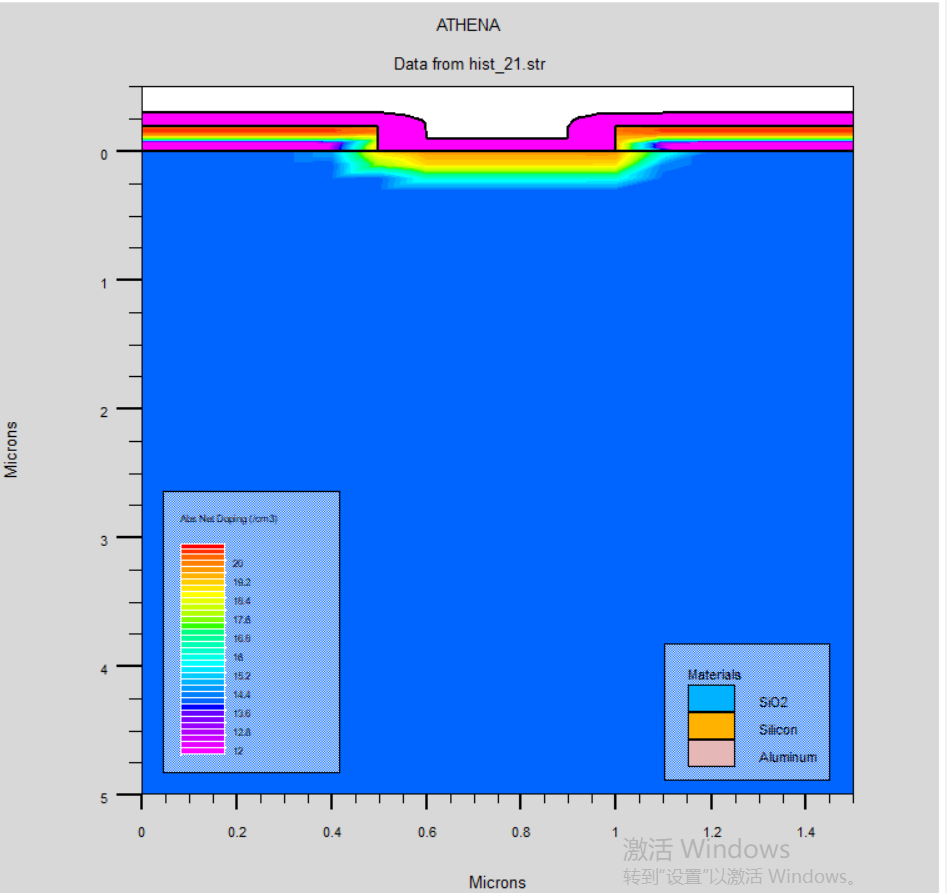 ATHENA
Data from hist_21.str
Microns
0
1
2
3
4
5
Abs Net Doping (/cm3)
20
19.2
18.4
17.6
16.8
16
15.2
14.4
13.6
12.8
12
Materials
SiO2
Silicon
Aluminum
0
0.2
0.4
0.6
0.8
1
1.2
1.4
Microns
激活 Windows
转到"设置"以激活 Windows。